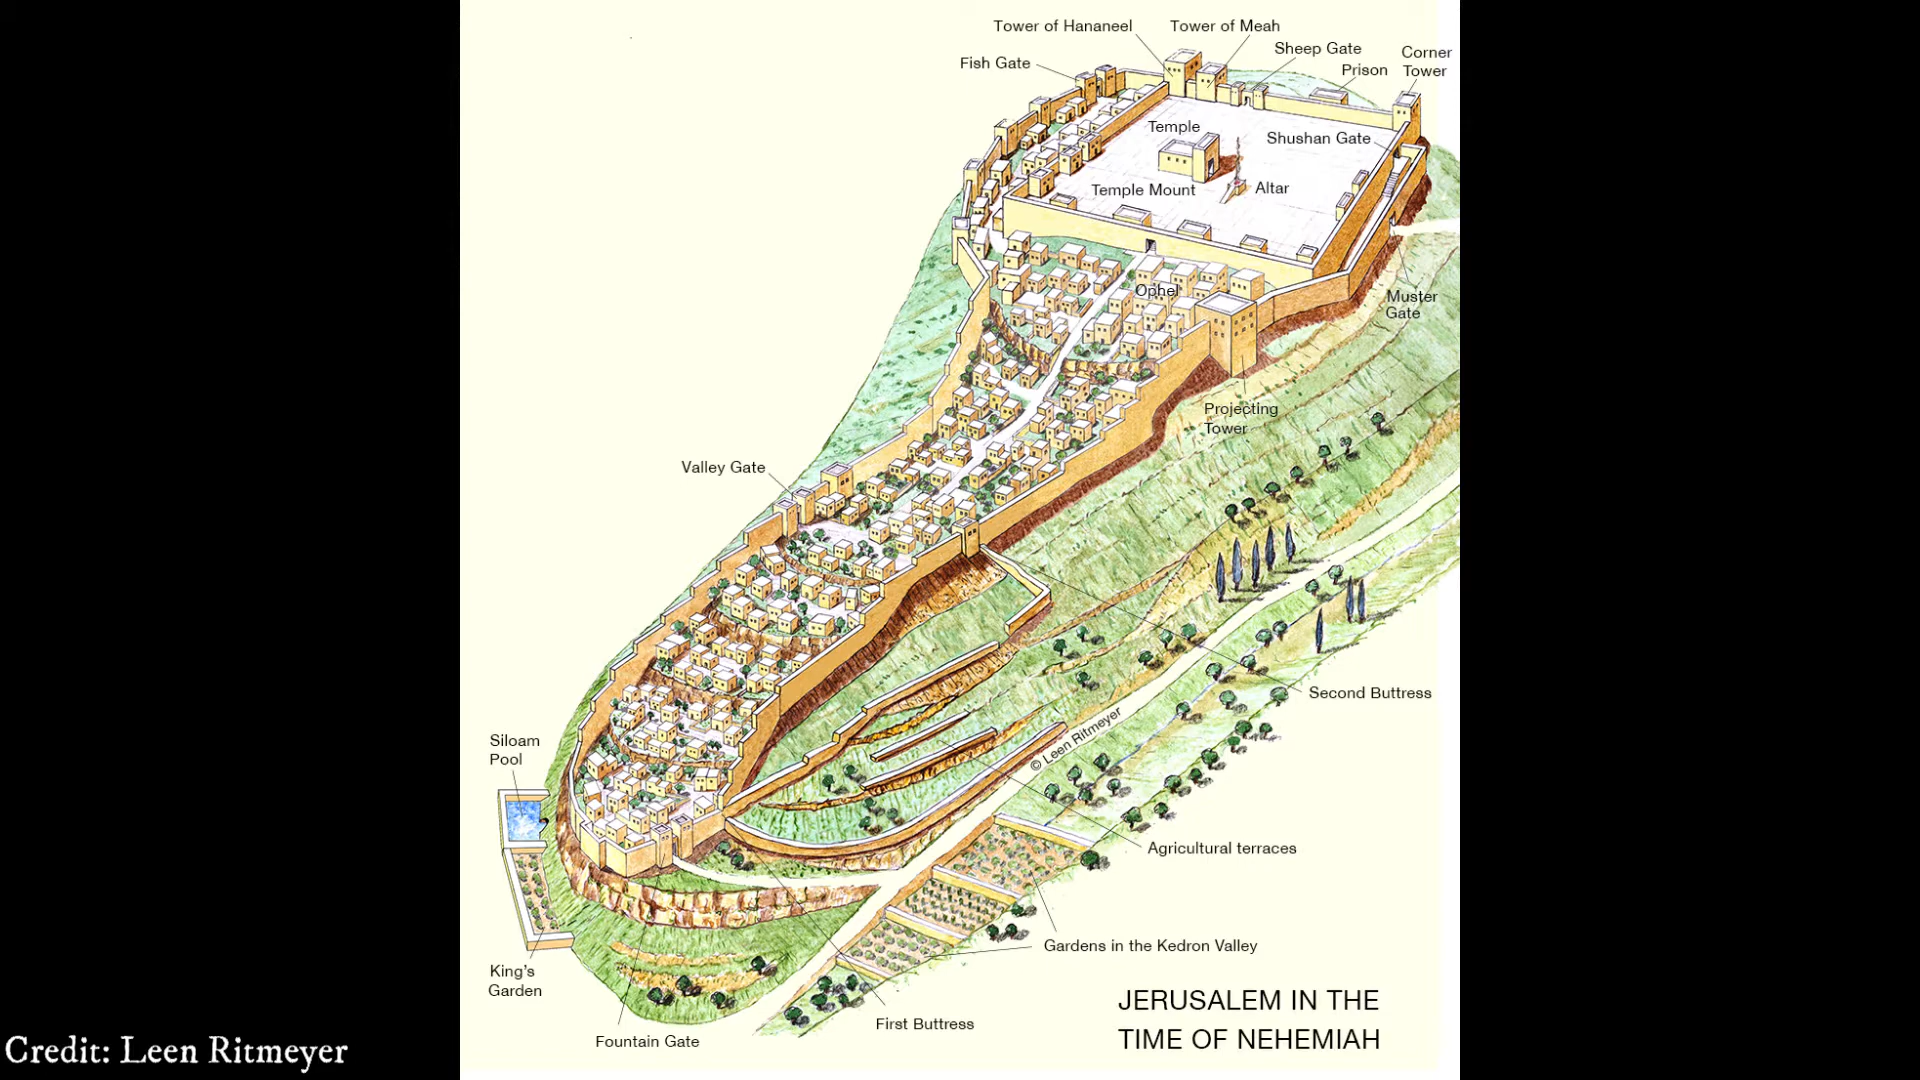 Tower of Hananeel
Tower of Meah
Sheep Gate
Corner
Tower
Fish Gate
Prison
Temple
Shushan Gate
Temple Mount
Altar
Ophel
Muster
Gate
Projecting
Tower
Valley Gate
Second Buttress
Siloam
Pool
© Leen Ritmeyer
Agricultural terraces
Gardens in the Kedron Valley
King's
Garden
JERUSALEM IN THE
TIME OF NEHEMIAH
First Buttress
Fountain Gate
Credit: Leen Ritmeyer